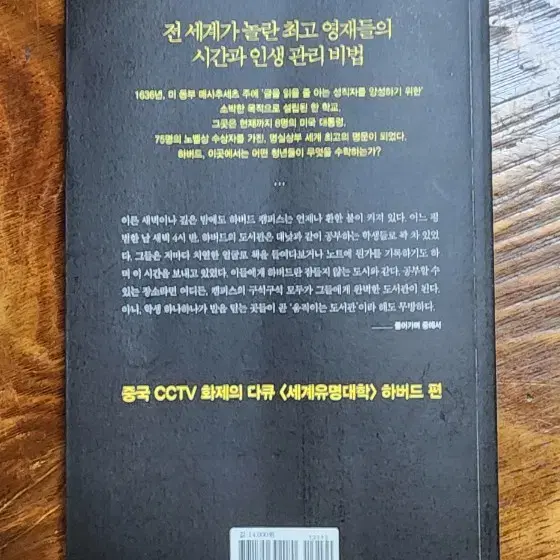 전 세계가 놀란 최고 영재들의
시간과 인생 관리 비법
1636년, 미 동부 매사추세츠 주에 '글을 읽을 줄 아는 성직자를 양성하기 위한'
소박한 목적으로 설립된 한 학교.
그곳은 현재까지 8명의 미국 대통령,
75명의 노벨상 수상자를 가진, 명실상부 세계 최고의 명문이 되었다.
하버드, 이곳에서는 어떤 청년들이 무엇을 수학하는가?
...
이른 새벽이나 깊은 밤에도 하버드 캠퍼스는 언제나 환한 불이 켜져 있다. 어느 평
범한 날 새벽 4시 반, 하버드의 도서관은 대낮과 같이 공부하는 학생들로 꽉 차 있었
다. 그들은 저마다 치열한 얼굴로 책을 들여다보거나 노트에 뭔가를 기록하기도 하
며 이 시간을 보내고 있었다. 이들에게 하버드란 잠들지 않는 도시와 같다. 공부할 수
있는 장소라면 어디든, 캠퍼스의 구석구석 모두가 그들에게 완벽한 도서관이 된다.
아니, 학생 하나하나가 발을 딛는 곳들이 곧 '움직이는 도서관'이라 해도 무방하다.
─── 들어가며 중에서
중국 CCTV 화제의 다큐 〈세계유명대학〉 하버드 편
값 14,000원